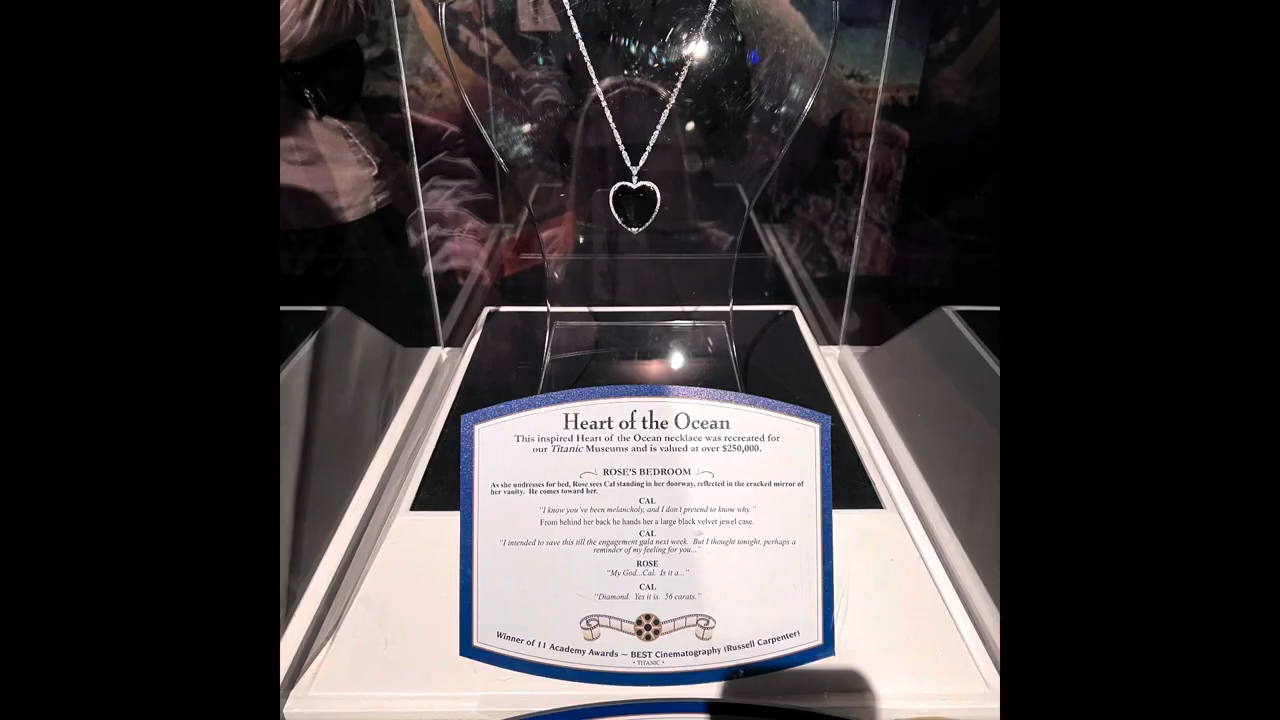 Heart of the Ocean
This inspired Heart of the Ocean necklace was recreated for
our Titanic Museums and is valued at over $250,000.
ROSE'S BEDROOM
As she undresses for bed, Rose sees Cal standing in her doorway, reflected in the cracked mirror of
her vanity. He comes toward her.
CAL
"I know you've been melancholy, and I don't pretend to know why."
From behind her back he hands her a large black velvet jewel case.
CAL
"I intended to save this till the engagement gala next week. But I thought tonight, perhaps a
reminder of my feeling for you..."
ROSE
"My God...Cal. Is it a..."
CAL
"Diamond. Yes it is. 56 carats."
Winner of 11 Academy Awards ~ BEST Cinematography (Russell Carpenter)
• TITANIC •